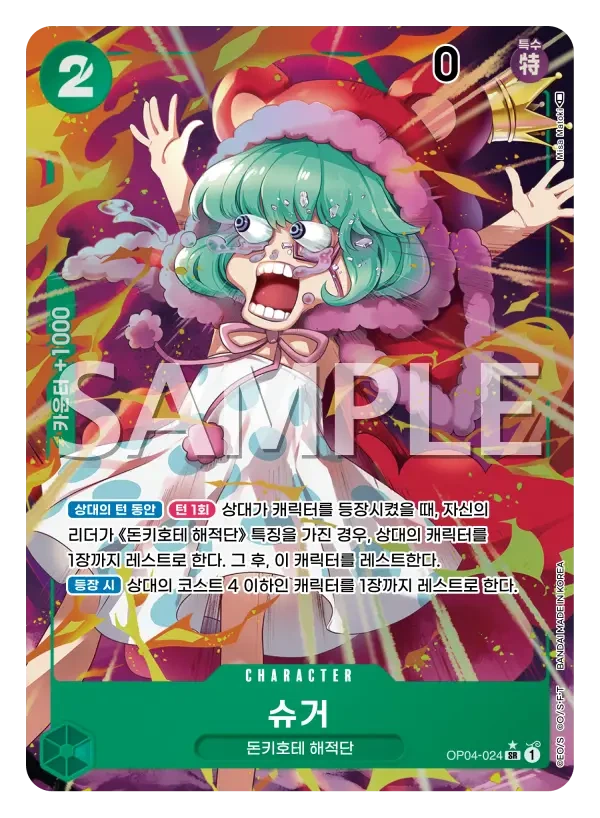 2
0
특수
特
Misa Matoki
카운터 +1000
SAMPLE
상대의 턴 동안 턴 1회 상대가 캐릭터를 등장시켰을 때, 자신의
리더가 《돈키호테 해적단》 특징을 가진 경우, 상대의 캐릭터를
1장까지 레스트로 한다. 그 후, 이 캐릭터를 레스트한다.
등장 시 상대의 코스트 4 이하인 캐릭터를 1장까지 레스트로 한다.
CHARACTER
슈거
돈키호테 해적단
OP04-024 SR 1
©EO/S ©O/S·F·T BANDAI MADE IN KOREA